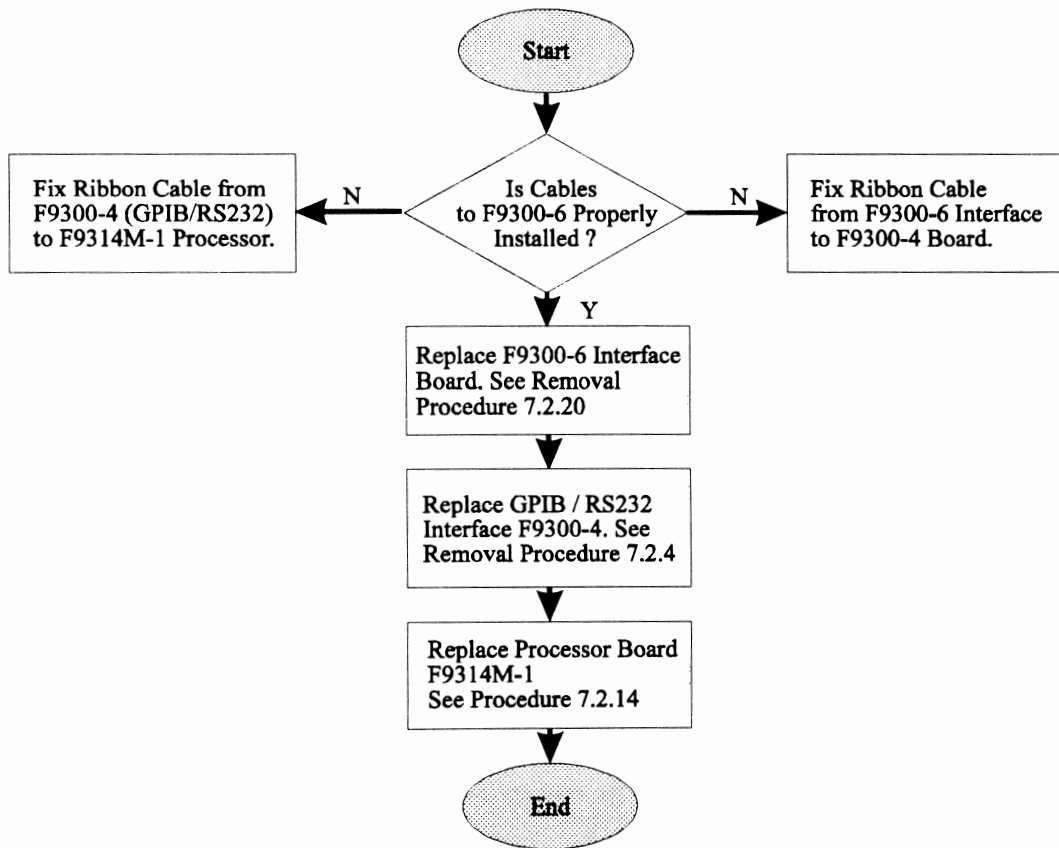 Start
Is Cables
to F9300-6 Properly
Installed ?
N
Fix Ribbon Cable from
F9300-4 (GPIB/RS232)
to F9314M-1 Processor.
N
Fix Ribbon Cable
from F9300-6 Interface
to F9300-4 Board.
Y
Replace F9300-6 Interface
Board. See Removal
Procedure 7.2.20
Replace GPIB / RS232
Interface F9300-4. See
Removal Procedure 7.2.4
Replace Processor Board
F9314M-1
See Procedure 7.2.14
End